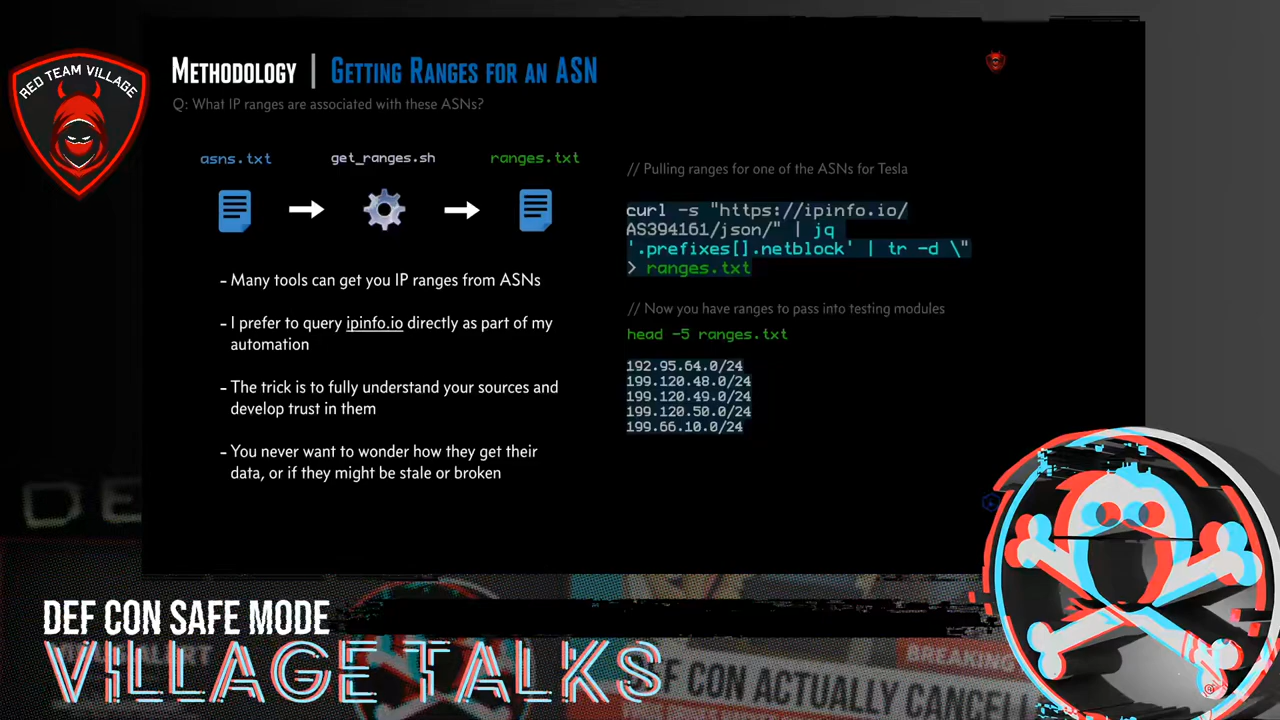 RED TEAM VILLAGE
METHODOLOGY | GETTING RANGES FOR AN ASN
Q: What IP ranges are associated with these ASNs?
asns.txt
get_ranges.sh
ranges.txt
- Many tools can get you IP ranges from ASNs
- I prefer to query ipinfo.io directly as part of my
automation
- The trick is to fully understand your sources and
develop trust in them
- You never want to wonder how they get their
data, or if they might be stale or broken
// Pulling ranges for one of the ASNs for Tesla
curl -s "https://ipinfo.io/
AS394161/json/" | jq
'.prefixes[].netblock' | tr -d \"
> ranges.txt
// Now you have ranges to pass into testing modules
head -5 ranges.txt
192.95.64.0/24
199.120.48.0/24
199.120.49.0/24
199.120.50.0/24
199.66.10.0/24
DE
DEF CON SAFE MODE
VILLAGE TALKS
BREAKING
DEF CON ACTUALLY CANCELL